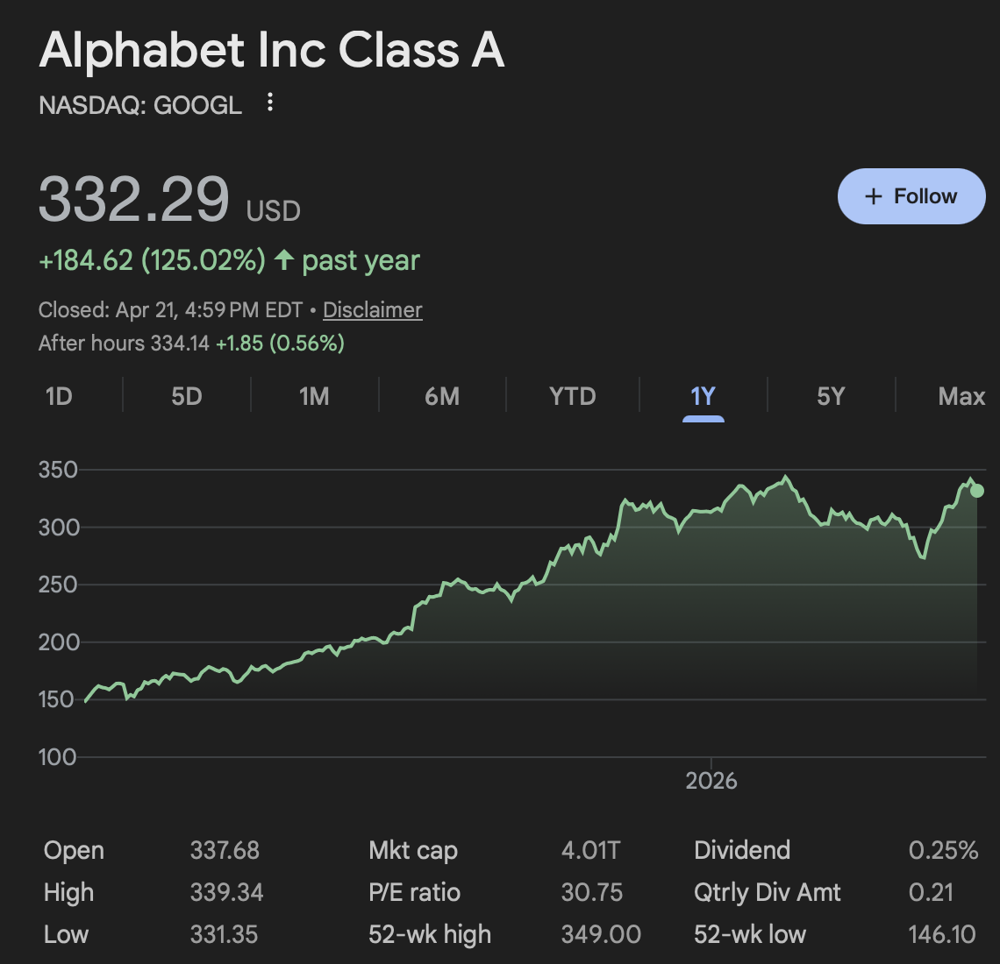 Alphabet Inc Class A
NASDAQ: GOOGL
332.29 USD
+ Follow
+184.62 (125.02%) ↑ past year
Closed: Apr 21, 4:59 PM EDT • Disclaimer
After hours 334.14 +1.85 (0.56%)
1D 5D 1M 6M YTD 1Y 5Y Max
350
300
250
200
150
100
2026
Open 337.68 Mkt cap 4.01T Dividend 0.25%
High 339.34 P/E ratio 30.75 Qtrly Div Amt 0.21
Low 331.35 52-wk high 349.00 52-wk low 146.10